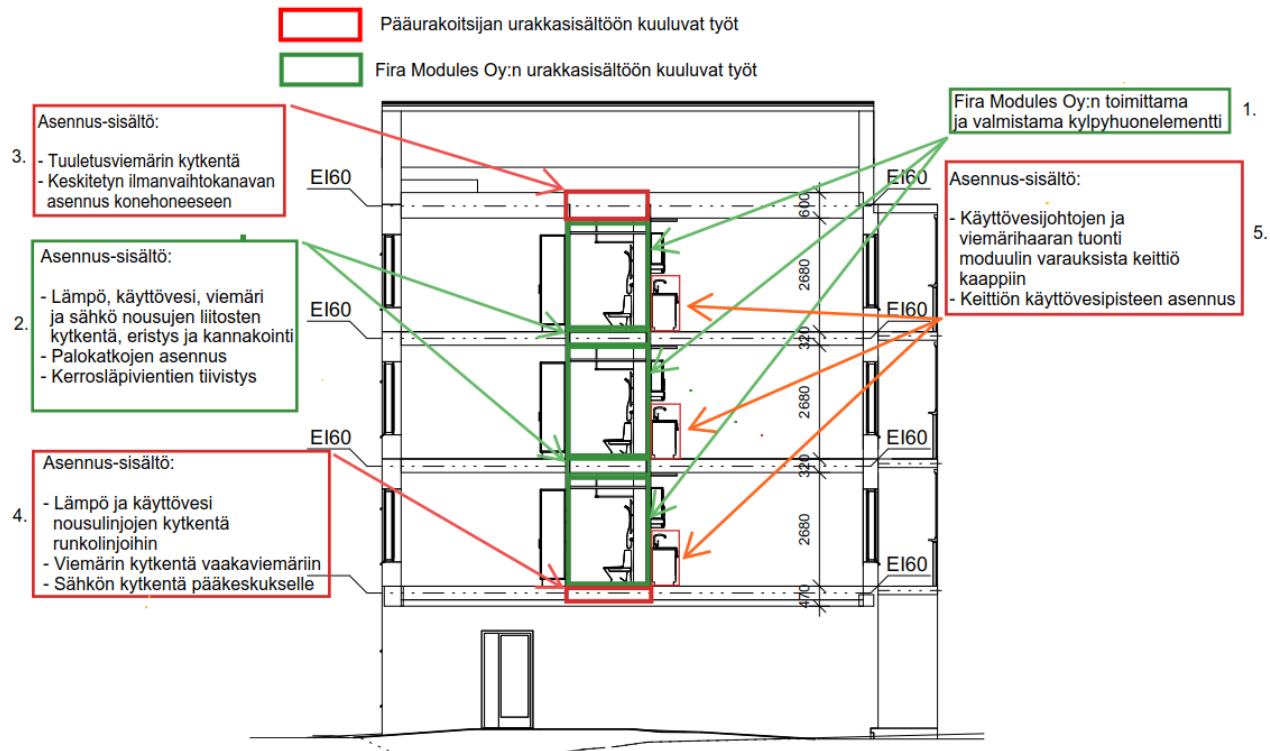 Pääurakoitsijan urakkasisältöön kuuluvat työt
Fira Modules Oy:n urakkasisältöön kuuluvat työt
Fira Modules Oy:n toimittama
ja valmistama kylpyhuonelementti
1.
3.
Asennus-sisältö:
- Tuuletusviemärin kytkentä
- Keskitetyn ilmanvaihtokanavan
asennus konehoneeseen
2.
Asennus-sisältö:
- Lämpö, käyttövesi, viemäri
ja sähkö nousujen liitosten
kytkentä, eristys ja kannakointi
- Palokatkojen asennus
- Kerrosläpivientien tiivistys
4.
Asennus-sisältö:
- Lämpö ja käyttövesi
nousulinjojen kytkentä
runkolinjoihin
- Viemärin kytkentä vaakaviemäriin
- Sähkön kytkentä pääkeskukselle
5.
Asennus-sisältö:
- Käyttövesijohtojen ja
viemärihaaran tuonti
moduulin varauksista keittiö
kaappiin
- Keittiön käyttövesipisteen asennus
EI60
EI60
EI60
EI60
EI60
EI60
EI60
600
2680
320
2680
320
2680
470